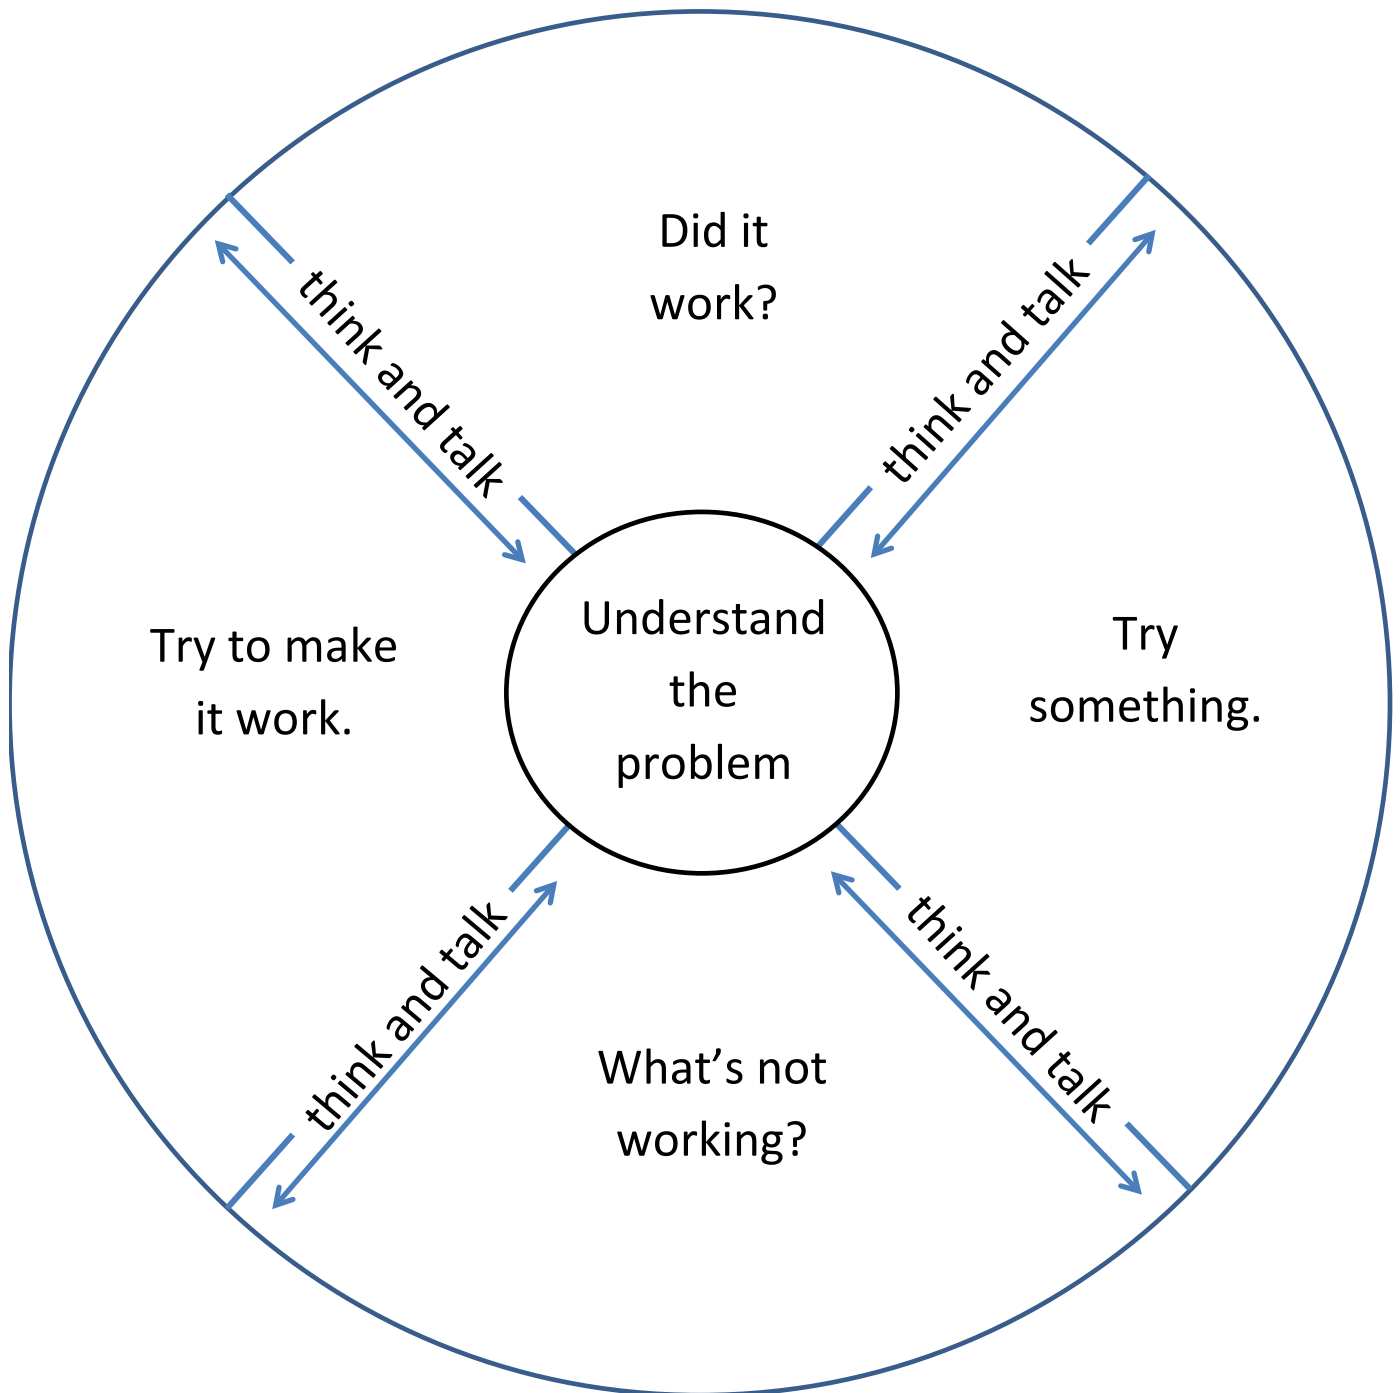 Did it
work?
think and talk
think and talk
Understand
the
problem
Try to make
it work.
Try
something.
think and talk
think and talk
What's not
working?